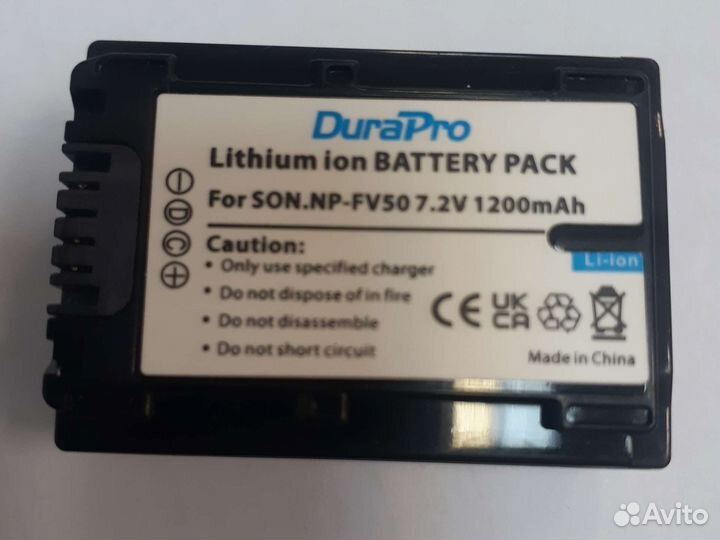 DuraPro
Lithium ion BATTERY PACK
For SON.NP-FV50 7.2V 1200mAh
Caution:
• Only use specified charger
• Do not dispose of in fire
• Do not disassemble
• Do not short circuit
D
C
Li-ion
CE UK CA
Made in China
Avito